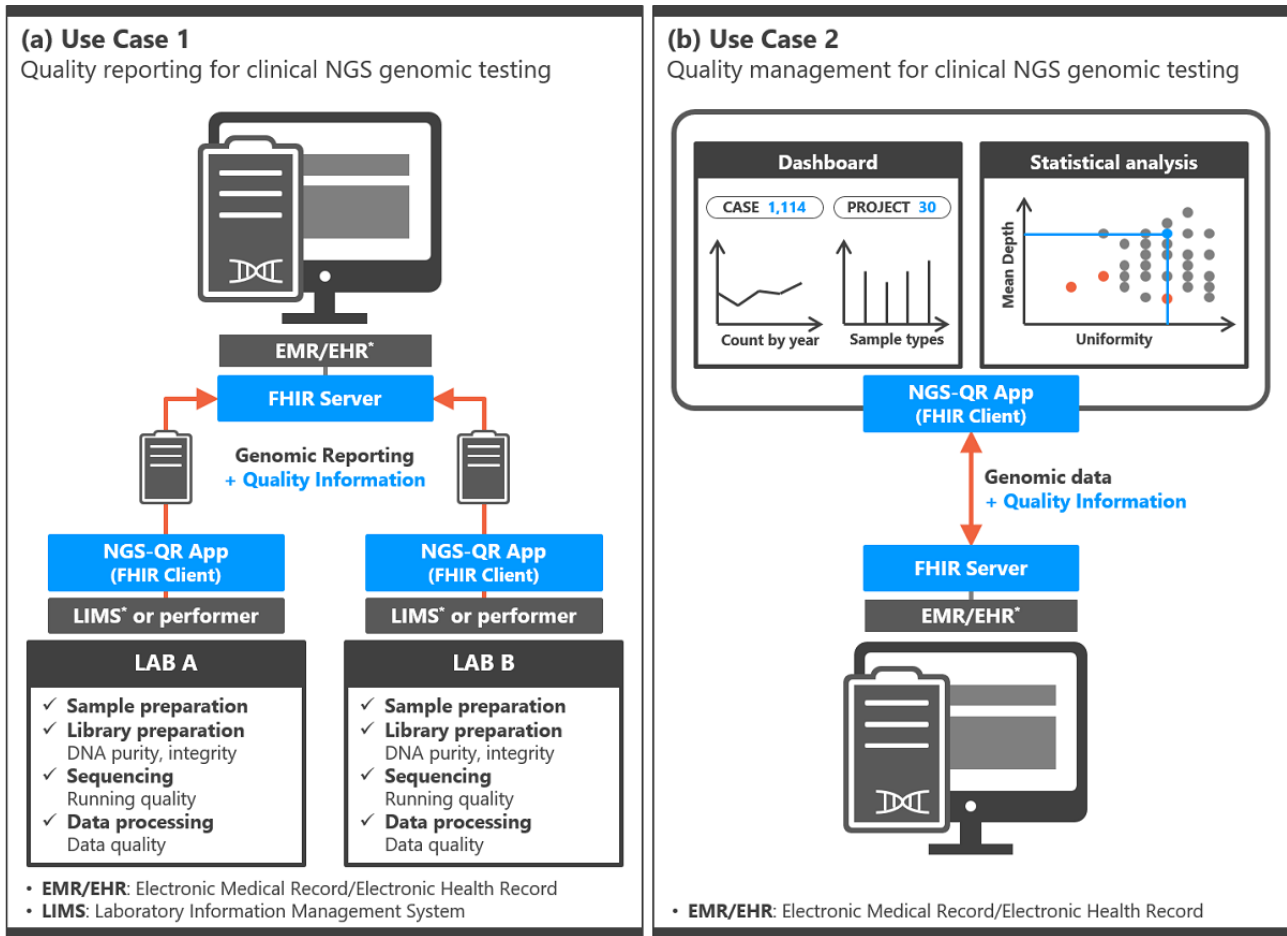 (a) Use Case 1
Quality reporting for clinical NGS genomic testing
EMR/EHR*
FHIR Server
Genomic Reporting
+ Quality Information
NGS-QR App
(FHIR Client)
LIMS* or performer
LAB A
✓ Sample preparation
✓ Library preparation
DNA purity, integrity
✓ Sequencing
Running quality
✓ Data processing
Data quality
NGS-QR App
(FHIR Client)
LIMS* or performer
LAB B
✓ Sample preparation
✓ Library preparation
DNA purity, integrity
✓ Sequencing
Running quality
✓ Data processing
Data quality
• EMR/EHR: Electronic Medical Record/Electronic Health Record
• LIMS: Laboratory Information Management System
(b) Use Case 2
Quality management for clinical NGS genomic testing
Dashboard
CASE 1,114
PROJECT 30
Count by year
Sample types
Statistical analysis
Mean Depth
Uniformity
NGS-QR App
(FHIR Client)
Genomic data
+ Quality Information
FHIR Server
EMR/EHR*
• EMR/EHR: Electronic Medical Record/Electronic Health Record